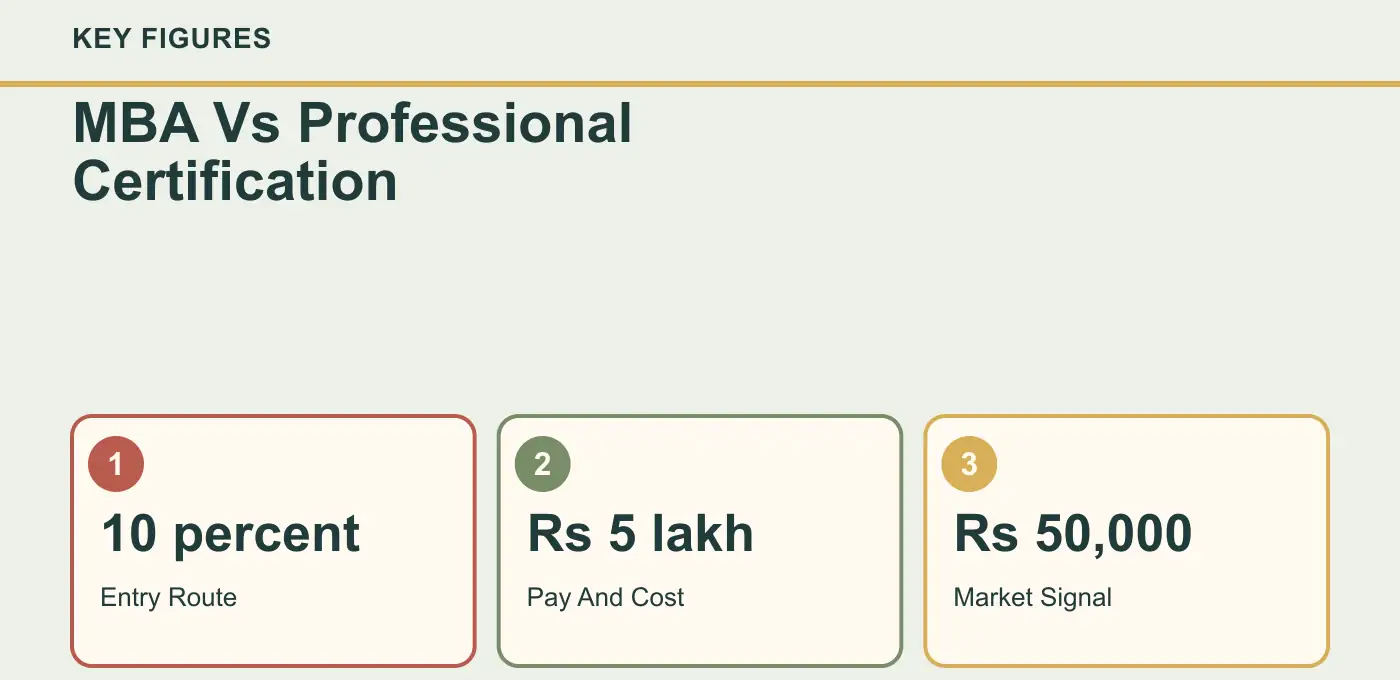 KEY FIGURES
MBA Vs Professional
Certification
1
10 percent
Entry Route
2
Rs 5 lakh
Pay And Cost
3
Rs 50,000
Market Signal